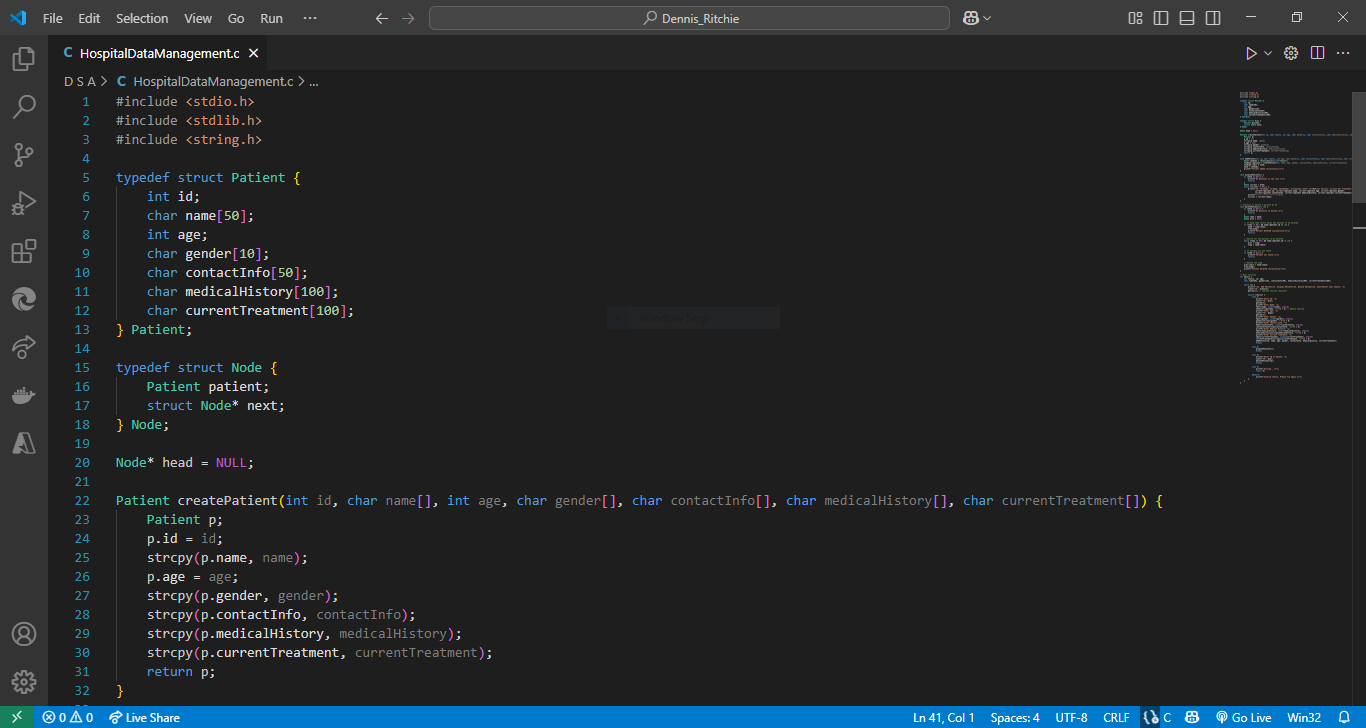 File Edit Selection View Go Run ···
Dennis_Ritchie
C HospitalDataManagement.c
D S A > C HospitalDataManagement.c > ...
1 #include <stdio.h>
2 #include <stdlib.h>
3 #include <string.h>
4
5 typedef struct Patient {
6     int id;
7     char name[50];
8     int age;
9     char gender[10];
10     char contactInfo[50];
11     char medicalHistory[100];
12     char currentTreatment[100];
13 } Patient;
14
15 typedef struct Node {
16     Patient patient;
17     struct Node* next;
18 } Node;
19
20 Node* head = NULL;
21
22 Patient createPatient(int id, char name[], int age, char gender[], char contactInfo[], char medicalHistory[], char currentTreatment[]) {
23     Patient p;
24     p.id = id;
25     strcpy(p.name, name);
26     p.age = age;
27     strcpy(p.gender, gender);
28     strcpy(p.contactInfo, contactInfo);
29     strcpy(p.medicalHistory, medicalHistory);
30     strcpy(p.currentTreatment, currentTreatment);
31     return p;
32 }
0 0 Live Share Ln 41, Col 1 Spaces: 4 UTF-8 CRLF C Go Live Win32